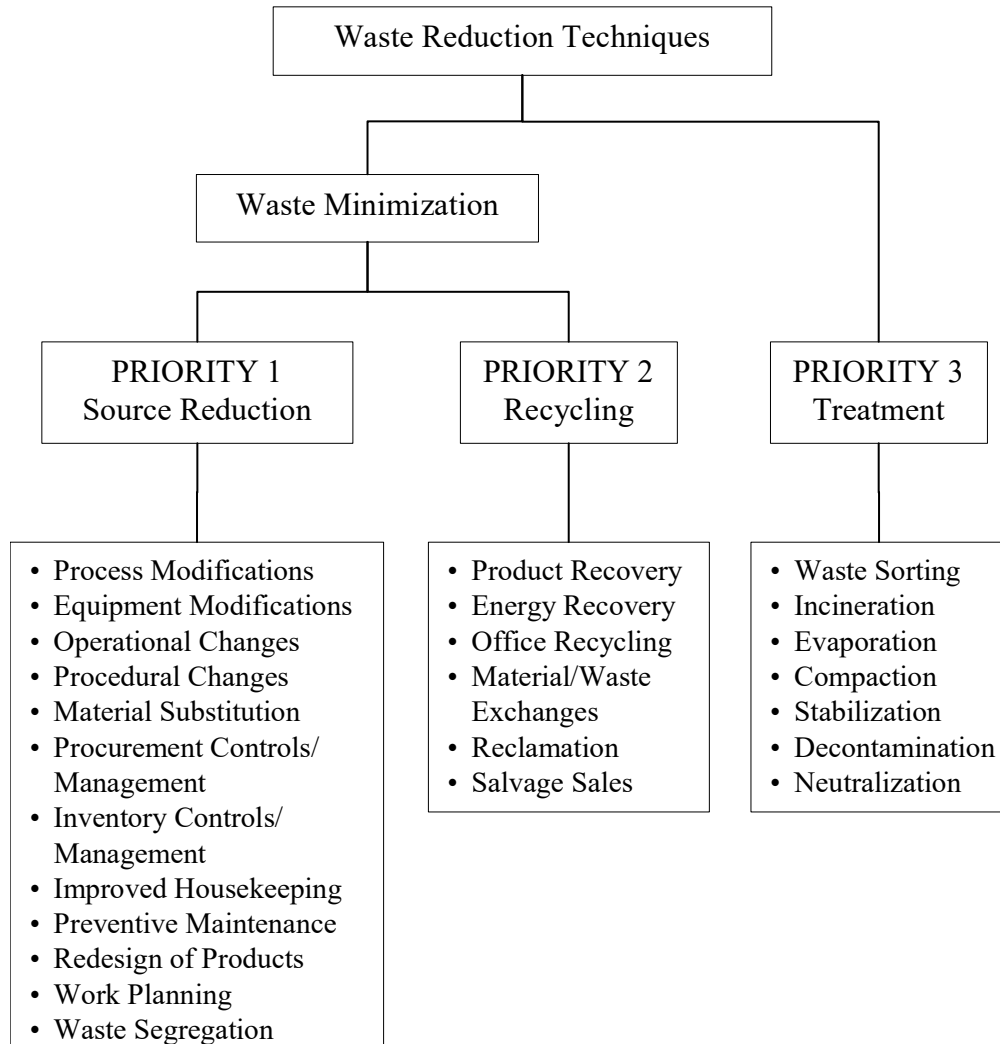 Waste Reduction Techniques
Waste Minimization
PRIORITY 1
Source Reduction
PRIORITY 2
Recycling
PRIORITY 3
Treatment
• Process Modifications
• Equipment Modifications
• Operational Changes
• Procedural Changes
• Material Substitution
• Procurement Controls/
Management
• Inventory Controls/
Management
• Improved Housekeeping
• Preventive Maintenance
• Redesign of Products
• Work Planning
• Waste Segregation
• Product Recovery
• Energy Recovery
• Office Recycling
• Material/Waste
Exchanges
• Reclamation
• Salvage Sales
• Waste Sorting
• Incineration
• Evaporation
• Compaction
• Stabilization
• Decontamination
• Neutralization